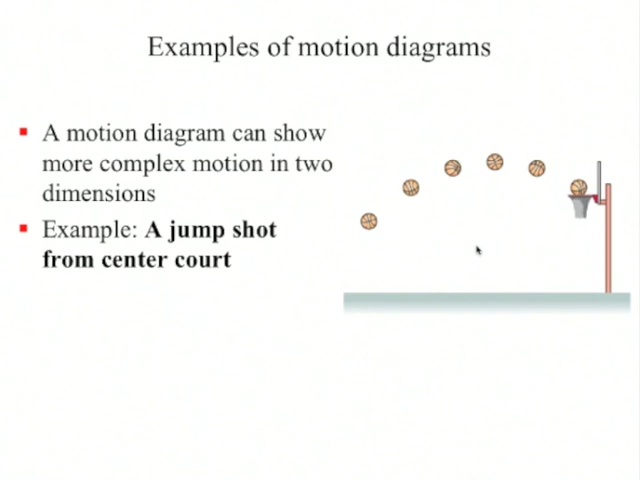 Examples of motion diagrams
A motion diagram can show
more complex motion in two
dimensions
Example: A jump shot
from center court